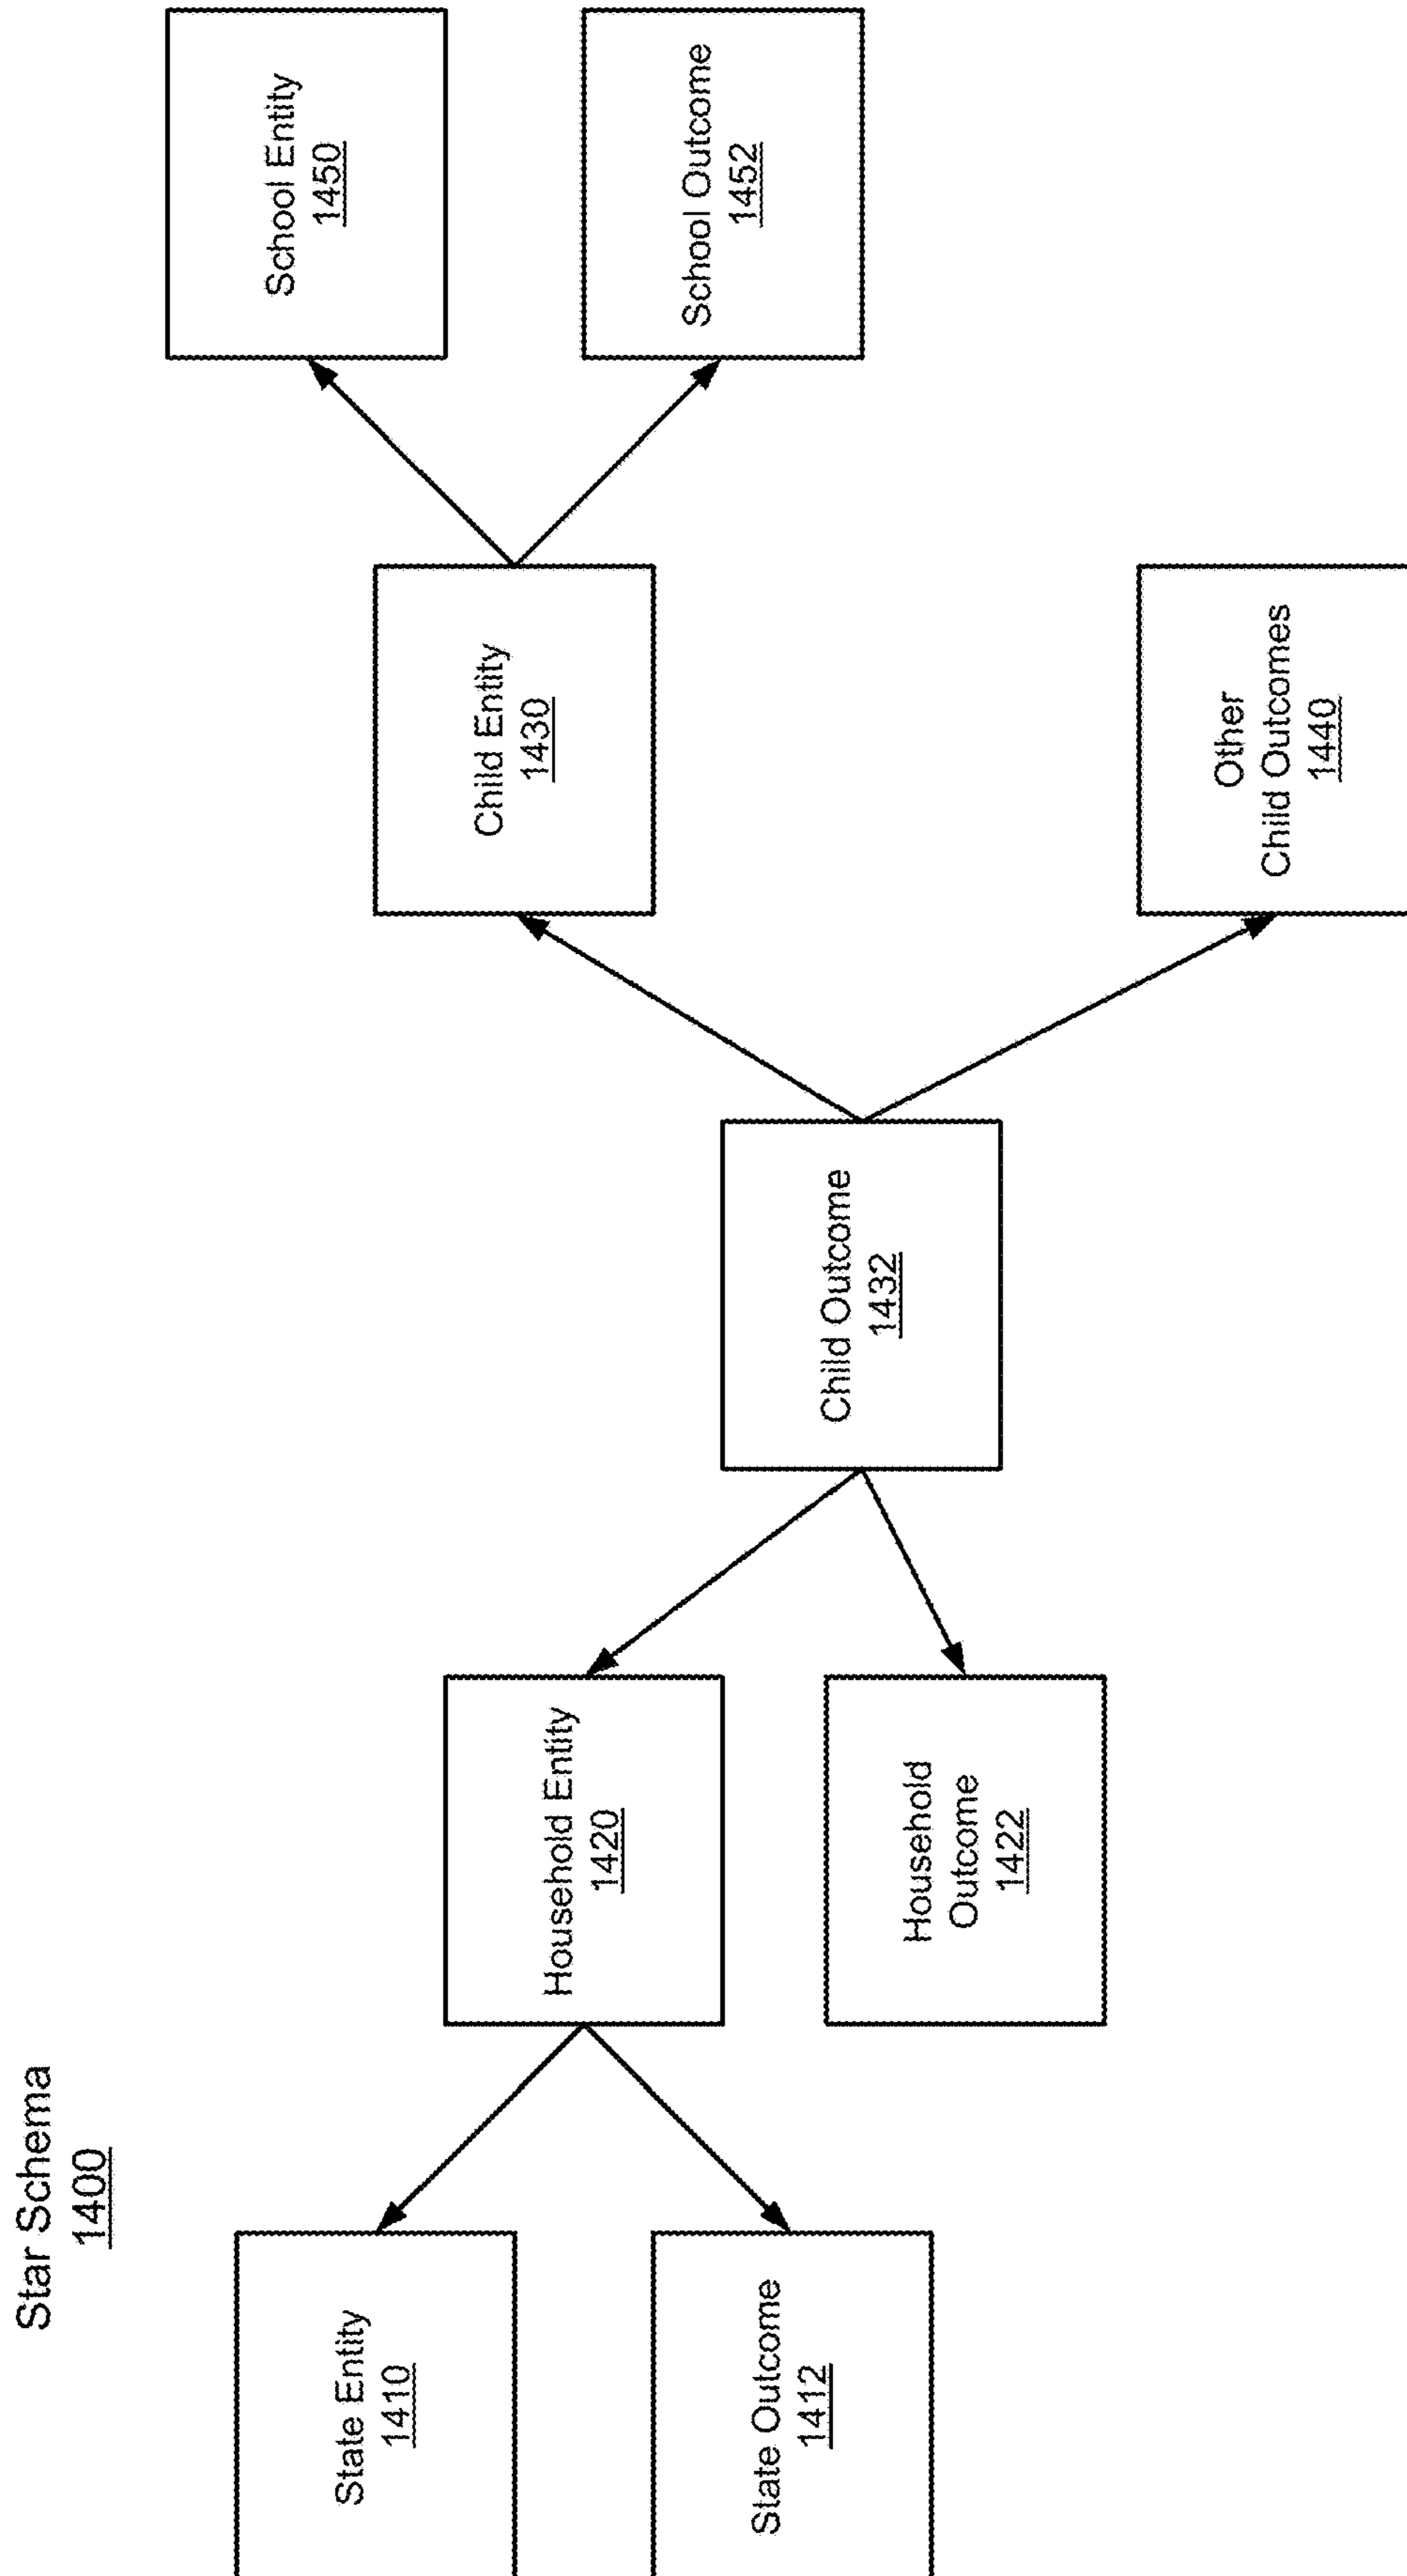 Star Schema
1400
State Entity
1410
State Outcome
1412
Household Entity
1420
Household
Outcome
1422
Child Outcome
1432
Child Entity
1430
Other
Child Outcomes
1440
School Entity
1450
School Outcome
1452